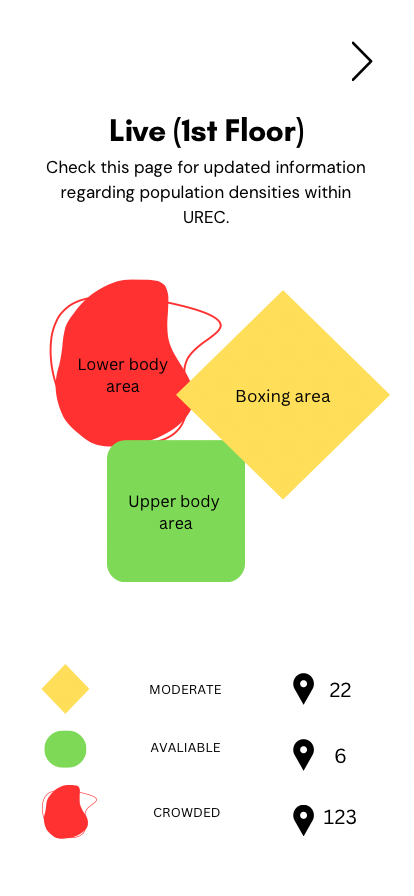 Live (1st Floor)
Check this page for updated information
regarding population densities within
UREC.
Lower body
area
Boxing area
Upper body
area
MODERATE 22
AVALIABLE 6
CROWDED 123